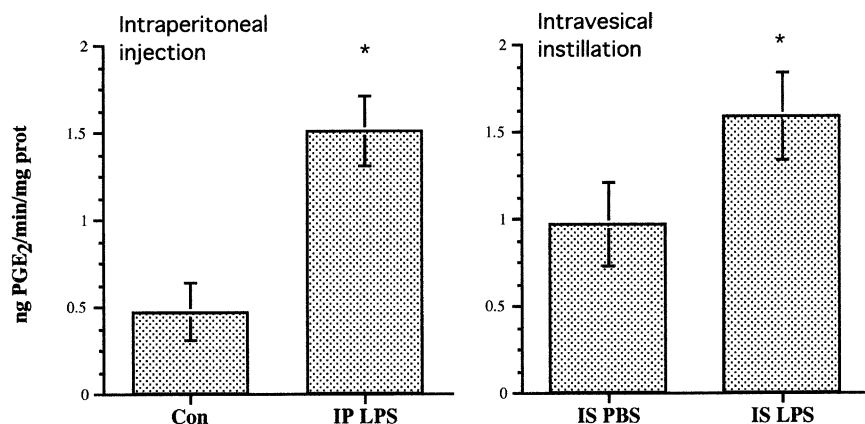 Intraperitoneal
injection
*
2
1.5
1
0.5
0
ng PGE2/min/mg prot
Con
IP LPS
Intravesical
instillation
*
2
1.5
1
0.5
0
IS PBS
IS LPS